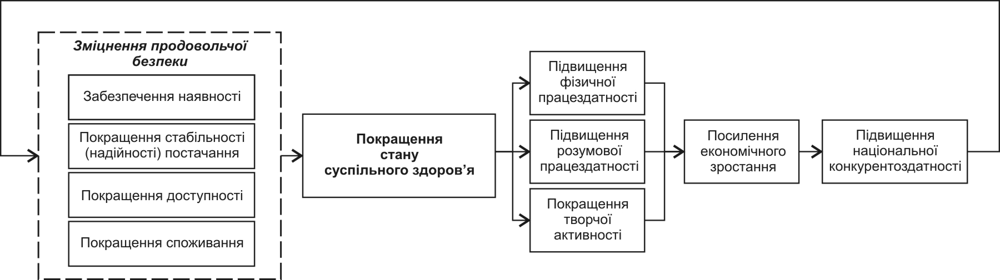 Зміцнення продовольчої
безпеки
Забезпечення наявності
Покращення стабільності
(надійності) постачання
Покращення доступності
Покращення споживання
Покращення
стану
суспільного здоров’я
Підвищення
фізичної
працездатності
Підвищення
розумової
працездатності
Покращення
творчої
активності
Посилення
економічного
зростання
Підвищення
національної
конкурентоздатності